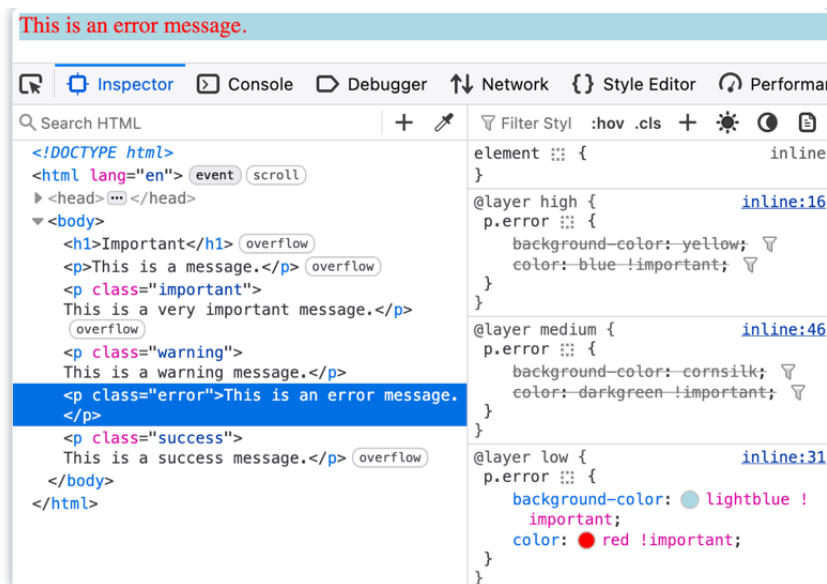 This is an error message.
Inspector Console Debugger Network {} Style Editor Performa
Search HTML + Filter Styl :hov .cls +
<!DOCTYPE html>
<html lang="en"> event scroll
<head> ••• </head>
<body>
<h1>Important</h1> overflow
<p>This is a message.</p> overflow
<p class="important">
This is a very important message.</p>
overflow
<p class="warning">
This is a warning message.</p>
<p class="error">This is an error message.
</p>
<p class="success">
This is a success message.</p> overflow
</body>
</html>
element { inline
}
@layer high { inline:16
p.error {
background-color: yellow;
color: blue !important;
}
}
@layer medium { inline:46
p.error {
background-color: cornsilk;
color: darkgreen !important;
}
}
@layer low { inline:31
p.error {
background-color: lightblue !
important;
color: red !important;
}
}